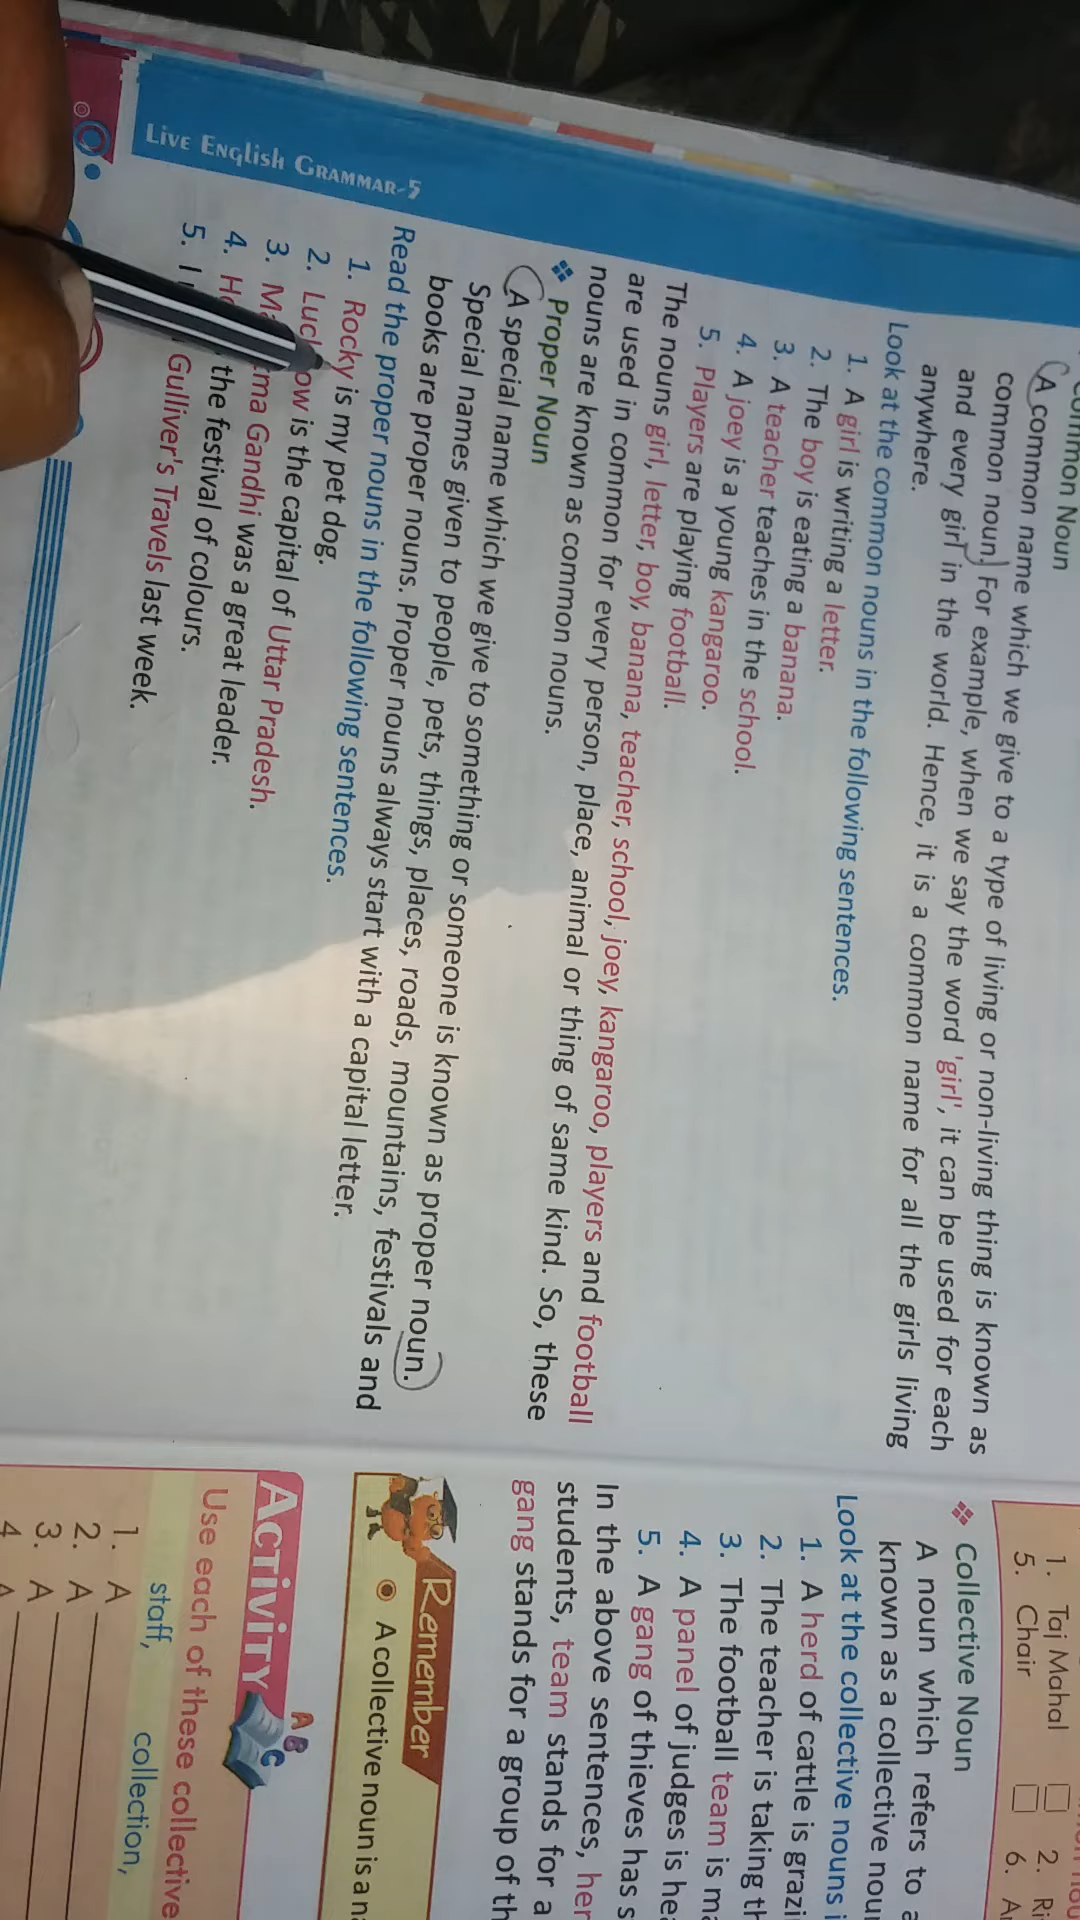 Common Noun
A common name which we give to a type of living or non-living thing is known as
common noun. For example, when we say the word 'girl', it can be used for each
and every girl in the world. Hence, it is a common name for all the girls living
anywhere.
Look at the common nouns in the following sentences.
1. A girl is writing a letter.
2. The boy is eating a banana.
3. A teacher teaches in the school.
4. A joey is a young kangaroo.
5. Players are playing football.
The nouns girl, letter, boy, banana, teacher, school, joey, kangaroo, players and football
are used in common for every person, place, animal or thing of same kind. So, these
nouns are known as common nouns.
❖ Proper Noun
A special name which we give to something or someone is known as proper noun.
Special names given to people, pets, things, places, roads, mountains, festivals and
books are proper nouns. Proper nouns always start with a capital letter.
Read the proper nouns in the following sentences.
1. Rocky is my pet dog.
2. is the capital of Uttar Pradesh.
3. Gandhi was a great leader.
4. the festival of colours.
5. I Gulliver's Travels last week.
LIVE ENGLISH GRAMMAR-5
1. Taj Mahal 2.
5. Chair 6.
❖ Collective Noun
A noun which refers to
known as a collective
Look at the collective nouns
1. A herd of cattle is
2. The teacher is taking
3. The football team is
4. A panel of judges is
5. A gang of thieves has
In the above sentences,
students, team stands for a
gang stands for a group of
Remember
A collective noun is a
ACTIVITY
A B C
Use each of these collective
staff, collection,
1. A
2. A
3. A
4